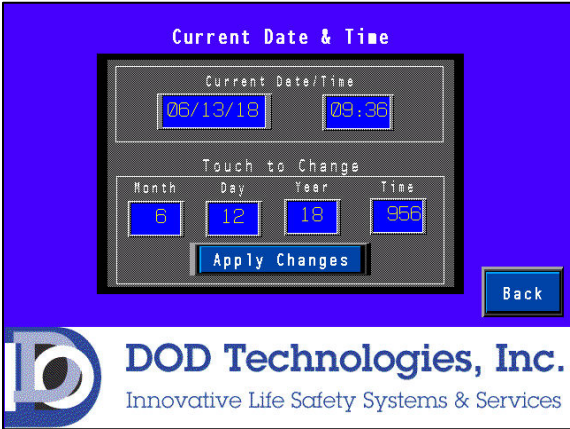 Current Date & Time
Current Date/Time
06/13/18 09:36
Touch to Change
Month Day Year Time
6 12 18 956
Apply Changes
Back
DOD Technologies, Inc.
Innovative Life Safety Systems & Services